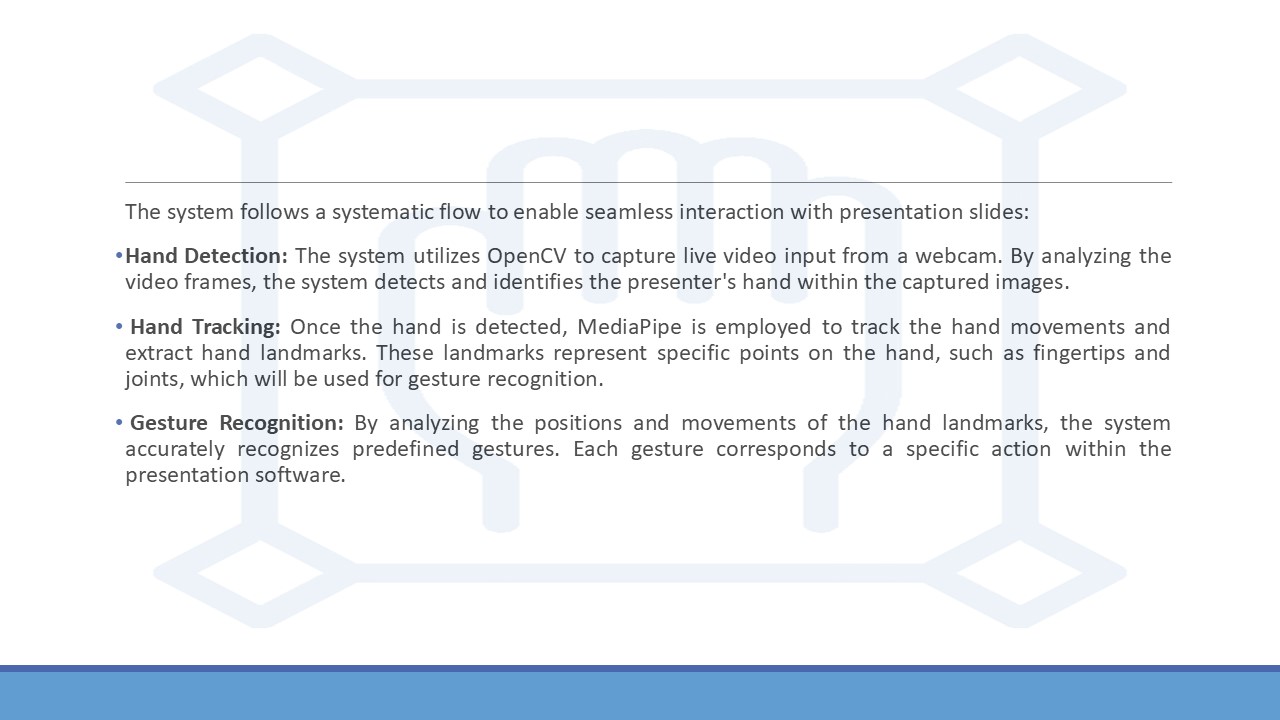 The system follows a systematic flow to enable seamless interaction with presentation slides:
•Hand Detection: The system utilizes OpenCV to capture live video input from a webcam. By analyzing the
video frames, the system detects and identifies the presenter's hand within the captured images.
• Hand Tracking: Once the hand is detected, MediaPipe is employed to track the hand movements and
extract hand landmarks. These landmarks represent specific points on the hand, such as fingertips and
joints, which will be used for gesture recognition.
• Gesture Recognition: By analyzing the positions and movements of the hand landmarks, the system
accurately recognizes predefined gestures. Each gesture corresponds to a specific action within the
presentation software.